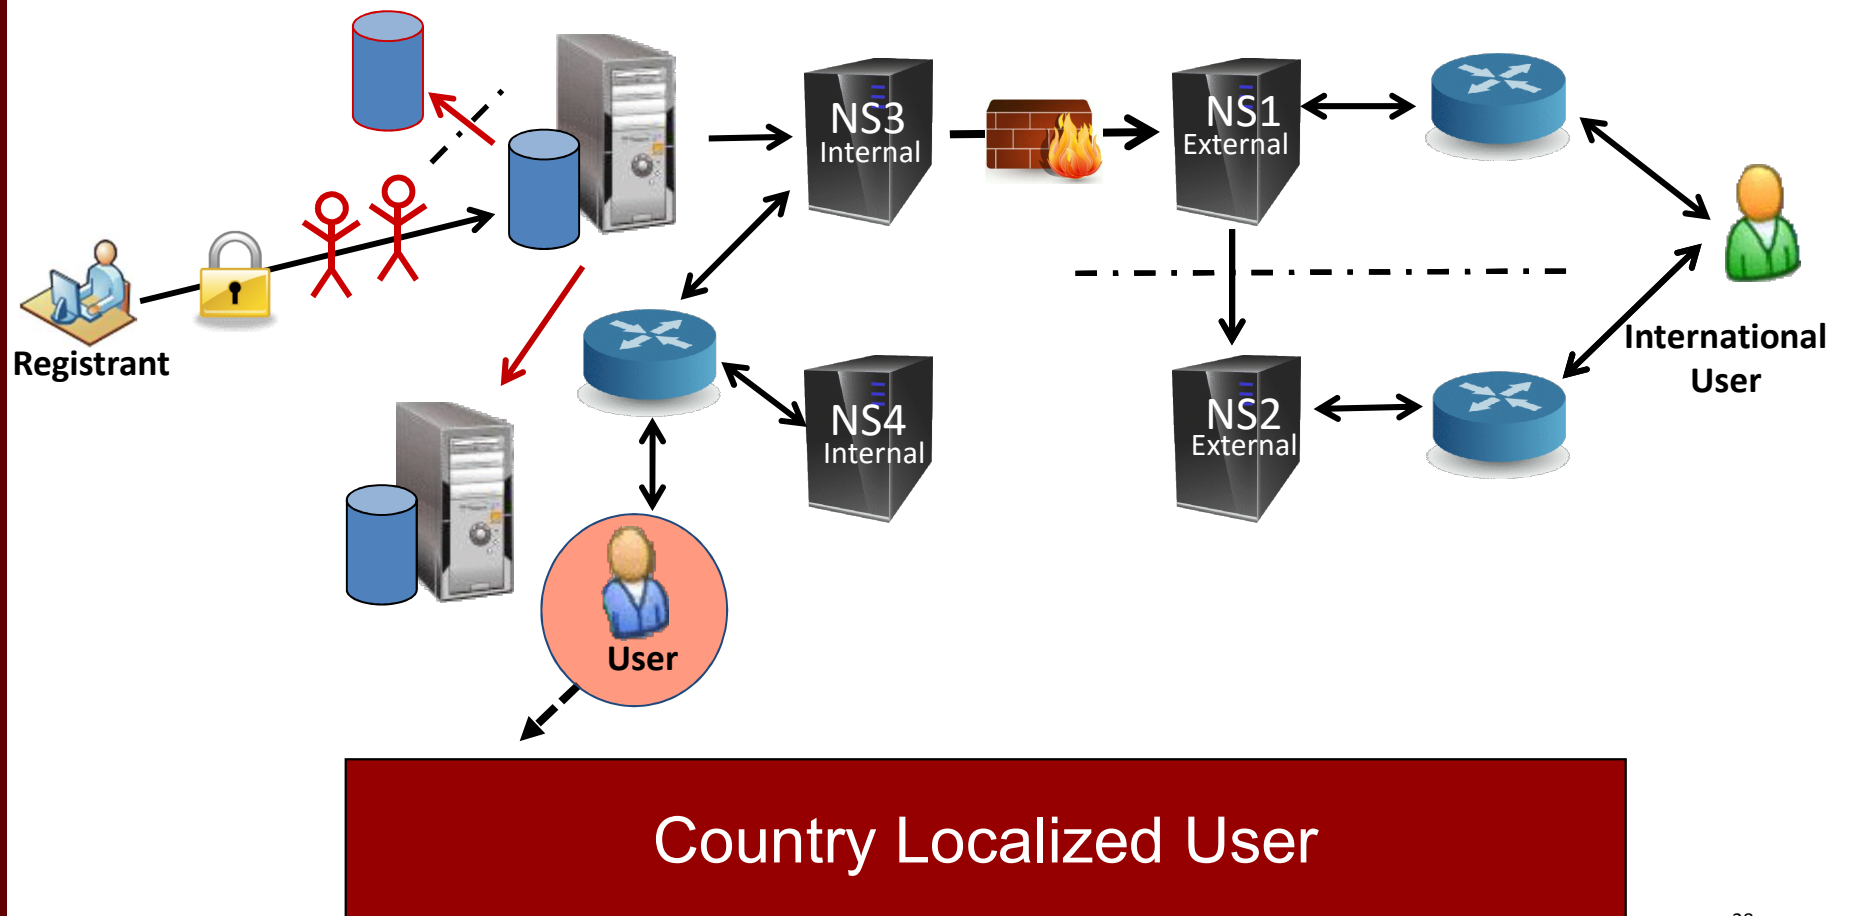 NS3
Internal
NS1
External
Registrant
International
User
NS4
Internal
NS2
External
User
Country Localized User